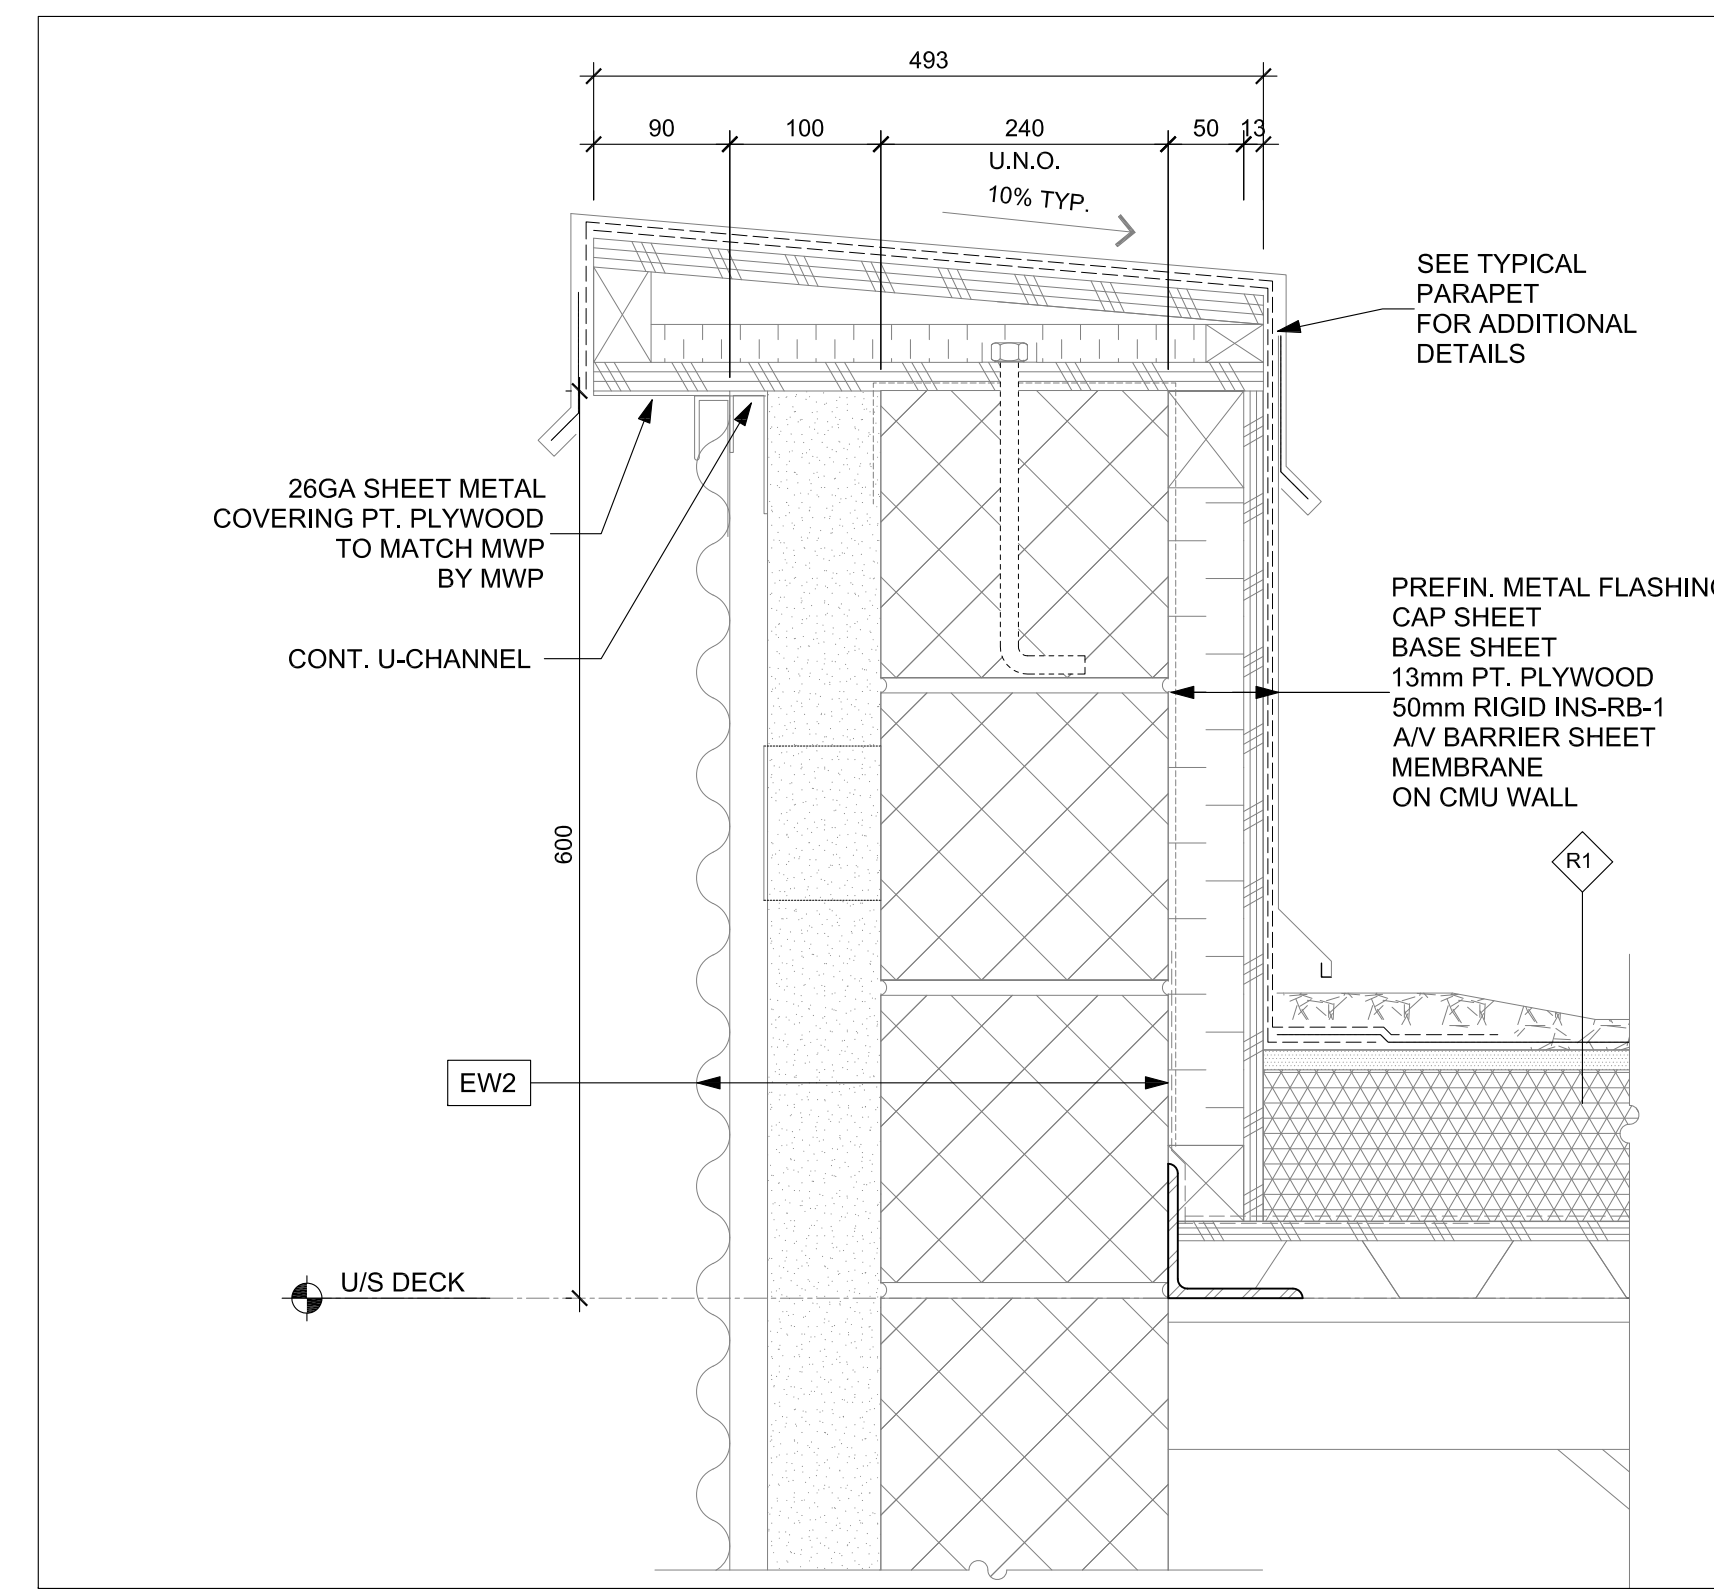 493
90
100
240
50
13
U.N.O.
10% TYP.
SEE TYPICAL
PARAPET
FOR ADDITIONAL
DETAILS
26GA SHEET METAL
COVERING PT. PLYWOOD
TO MATCH MWP
BY MWP
CONT. U-CHANNEL
PREFIN. METAL FLASHING
CAP SHEET
BASE SHEET
13mm PT. PLYWOOD
50mm RIGID INS-RB-1
A/V BARRIER SHEET
MEMBRANE
ON CMU WALL
600
R1
EW2
U/S DECK